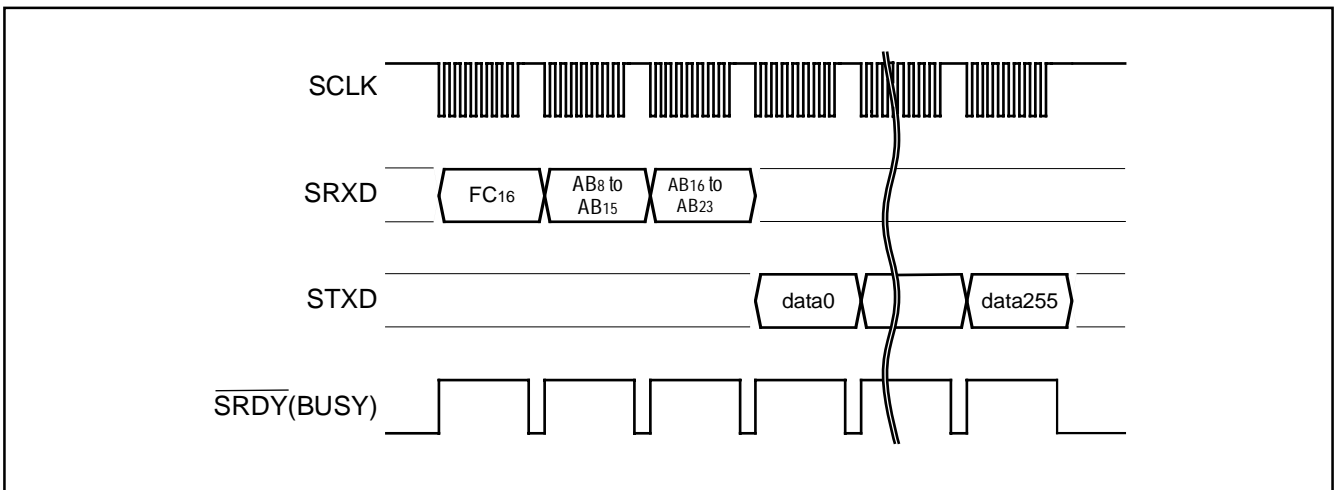 SCLK
SRXD
FC16
AB8 to
AB15
AB16 to
AB23
STXD
data0
data255
SRDY(BUSY)